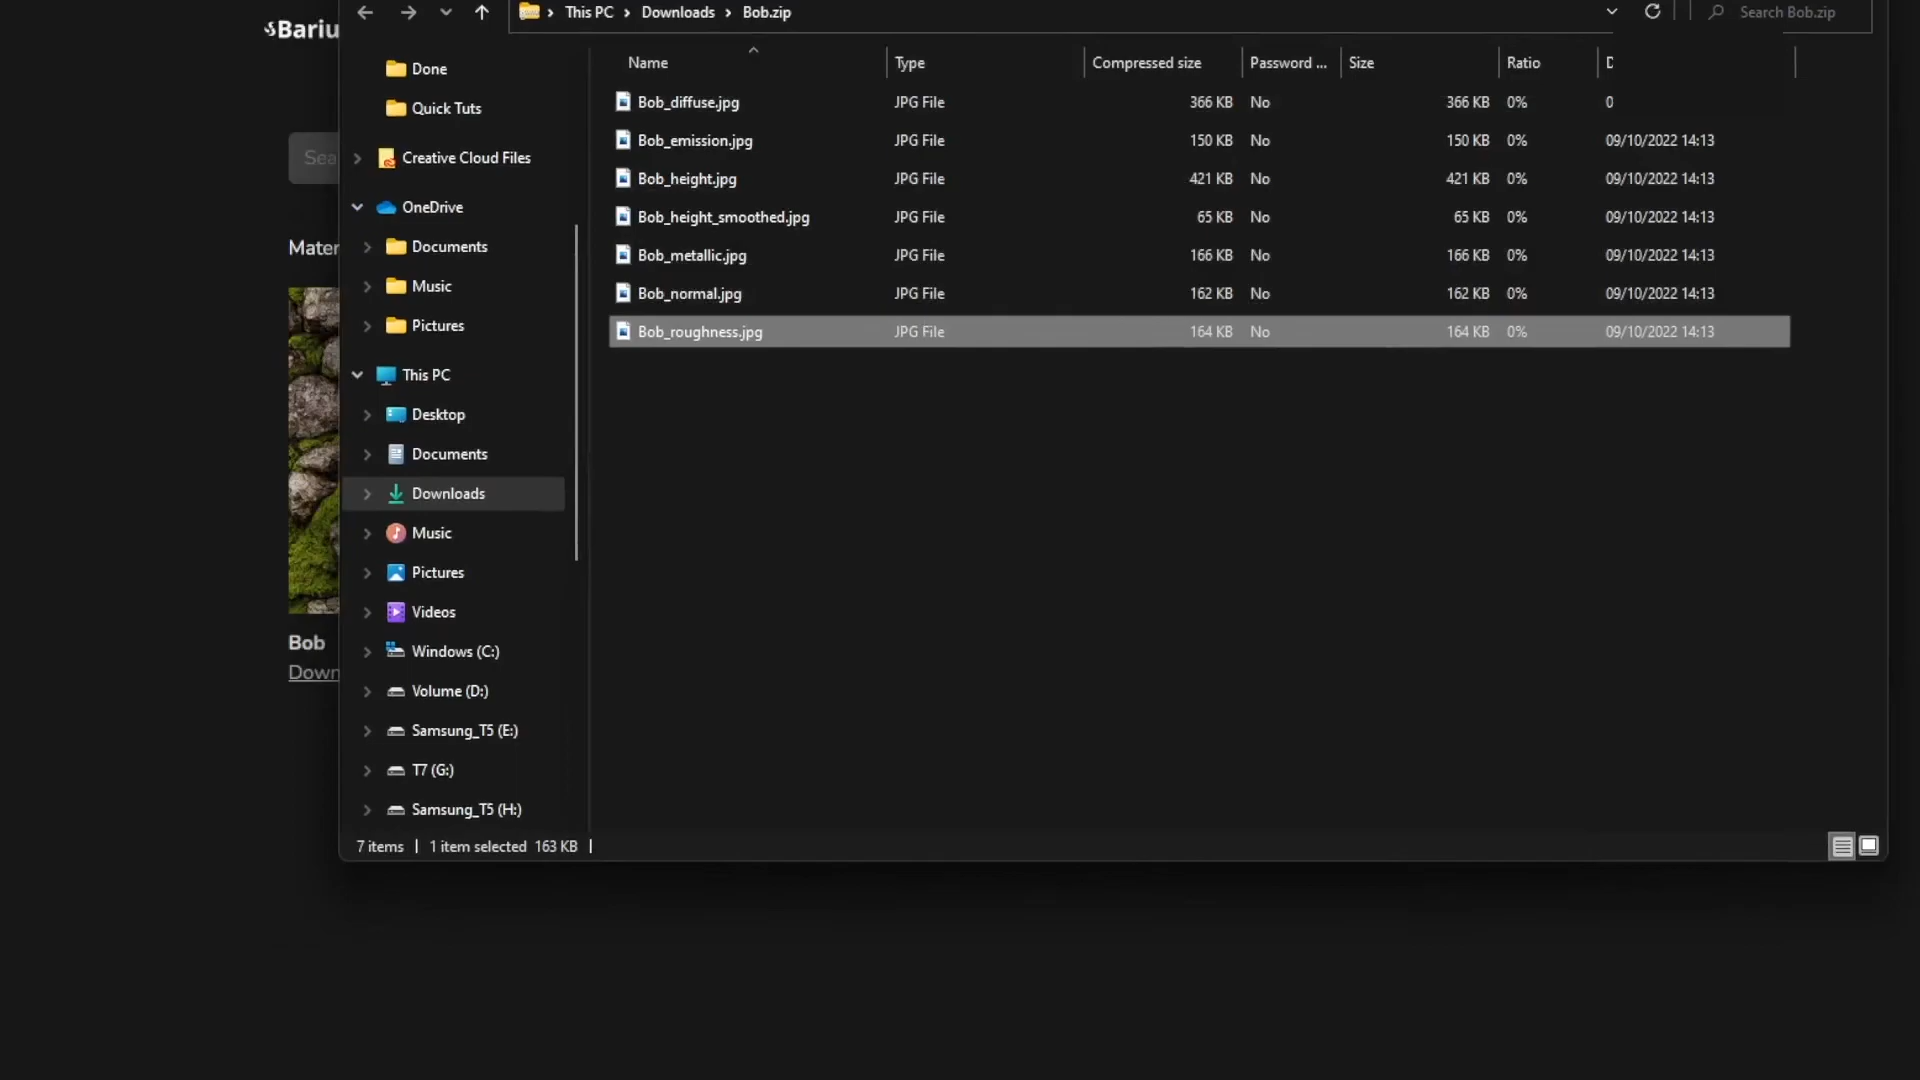 Bariu
This PC > Downloads > Bob.zip
Search Bob.zip
Name Type Compressed size Password ... Size Ratio D
Bob_diffuse.jpg JPG File 366 KB No 366 KB 0% 0
Bob_emission.jpg JPG File 150 KB No 150 KB 0% 09/10/2022 14:13
Bob_height.jpg JPG File 421 KB No 421 KB 0% 09/10/2022 14:13
Bob_height_smoothed.jpg JPG File 65 KB No 65 KB 0% 09/10/2022 14:13
Bob_metallic.jpg JPG File 166 KB No 166 KB 0% 09/10/2022 14:13
Bob_normal.jpg JPG File 162 KB No 162 KB 0% 09/10/2022 14:13
Bob_roughness.jpg JPG File 164 KB No 164 KB 0% 09/10/2022 14:13
Done
Quick Tuts
Creative Cloud Files
OneDrive
Documents
Music
Pictures
This PC
Desktop
Documents
Downloads
Music
Pictures
Videos
Windows (C:)
Volume (D:)
Samsung_T5 (E:)
T7 (G:)
Samsung_T5 (H:)
Sea
Mater
Bob
Down
7 items | 1 item selected 163 KB |